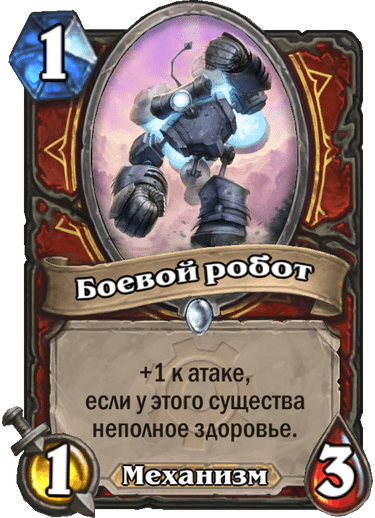 1
Боевой робот
+1 к атаке,
если у этого существа
неполное здоровье.
1
Механизм
3